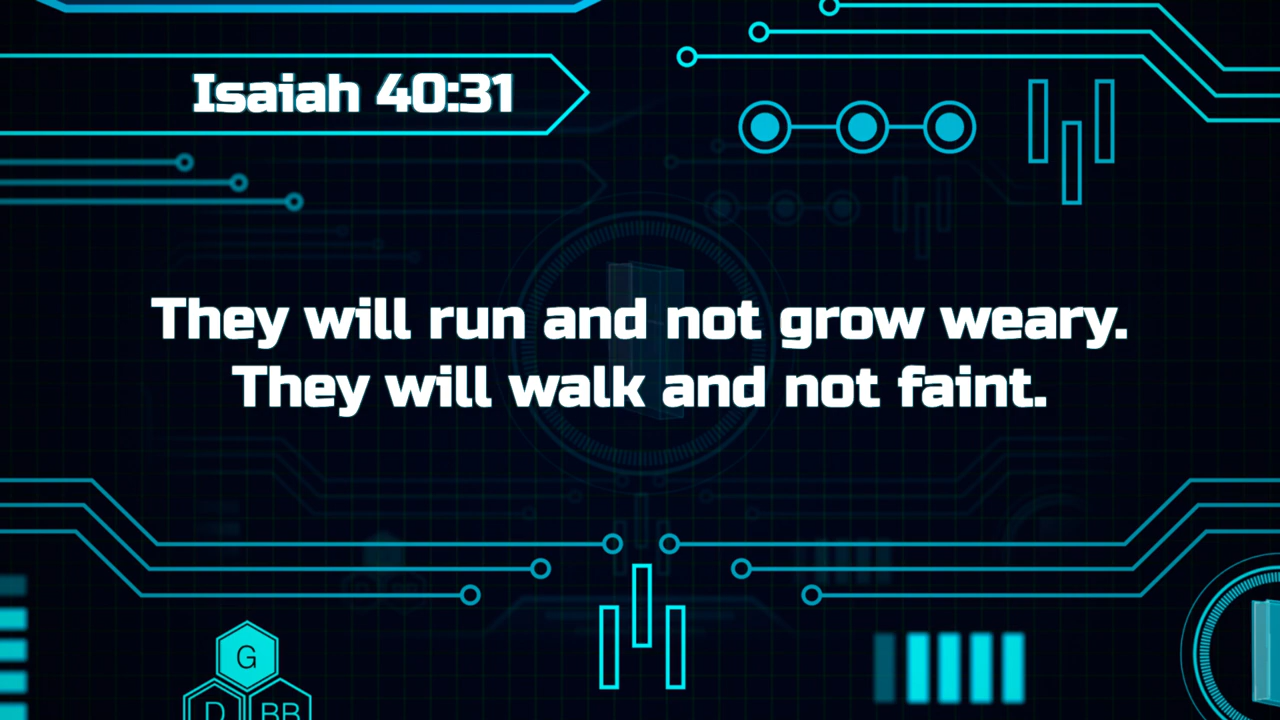 Isaiah 40:31
They will run and not grow weary.
They will walk and not faint.
G
D BB